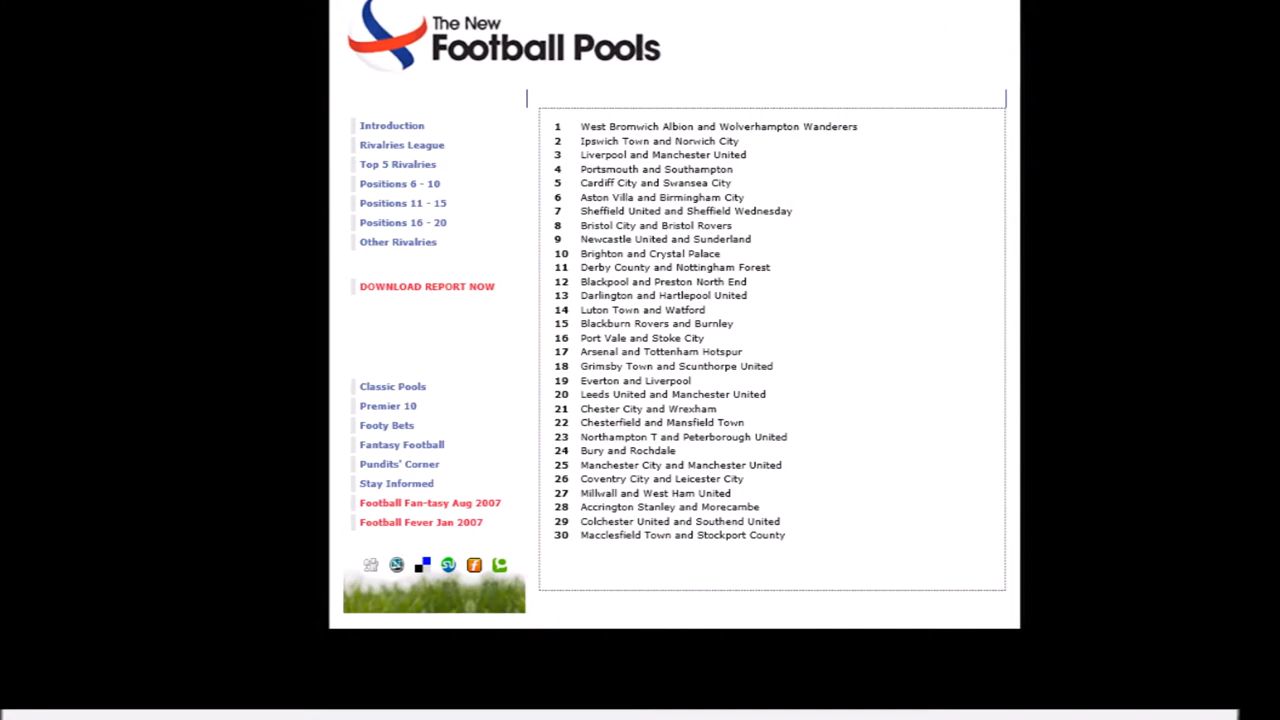 The New
Football Pools
Introduction
Rivalries League
Top 5 Rivalries
Positions 6 - 10
Positions 11 - 15
Positions 16 - 20
Other Rivalries
DOWNLOAD REPORT NOW
Classic Pools
Premier 10
Footy Bets
Fantasy Football
Pundits' Corner
Stay Informed
Football Fan-tasy Aug 2007
Football Fever Jan 2007
1 West Bromwich Albion and Wolverhampton Wanderers
2 Ipswich Town and Norwich City
3 Liverpool and Manchester United
4 Portsmouth and Southampton
5 Cardiff City and Swansea City
6 Aston Villa and Birmingham City
7 Sheffield United and Sheffield Wednesday
8 Bristol City and Bristol Rovers
9 Newcastle United and Sunderland
10 Brighton and Crystal Palace
11 Derby County and Nottingham Forest
12 Blackpool and Preston North End
13 Darlington and Hartlepool United
14 Luton Town and Watford
15 Blackburn Rovers and Burnley
16 Port Vale and Stoke City
17 Arsenal and Tottenham Hotspur
18 Grimsby Town and Scunthorpe United
19 Everton and Liverpool
20 Leeds United and Manchester United
21 Chester City and Wrexham
22 Chesterfield and Mansfield Town
23 Northampton T and Peterborough United
24 Bury and Rochdale
25 Manchester City and Manchester United
26 Coventry City and Leicester City
27 Millwall and West Ham United
28 Accrington Stanley and Morecambe
29 Colchester United and Southend United
30 Macclesfield Town and Stockport County